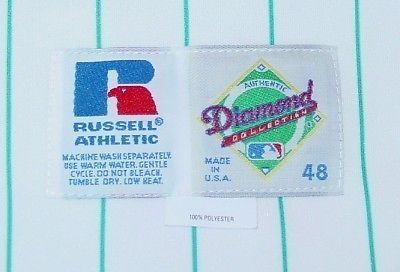 RUSSELL®
ATHLETIC
MACHINE WASH SEPARATELY.
USE WARM WATER. GENTLE
CYCLE. DO NOT BLEACH.
TUMBLE DRY. LOW HEAT.
AUTHENTIC
Diamond
COLLECTION
MADE
IN
U.S.A.
48
100% POLYESTER